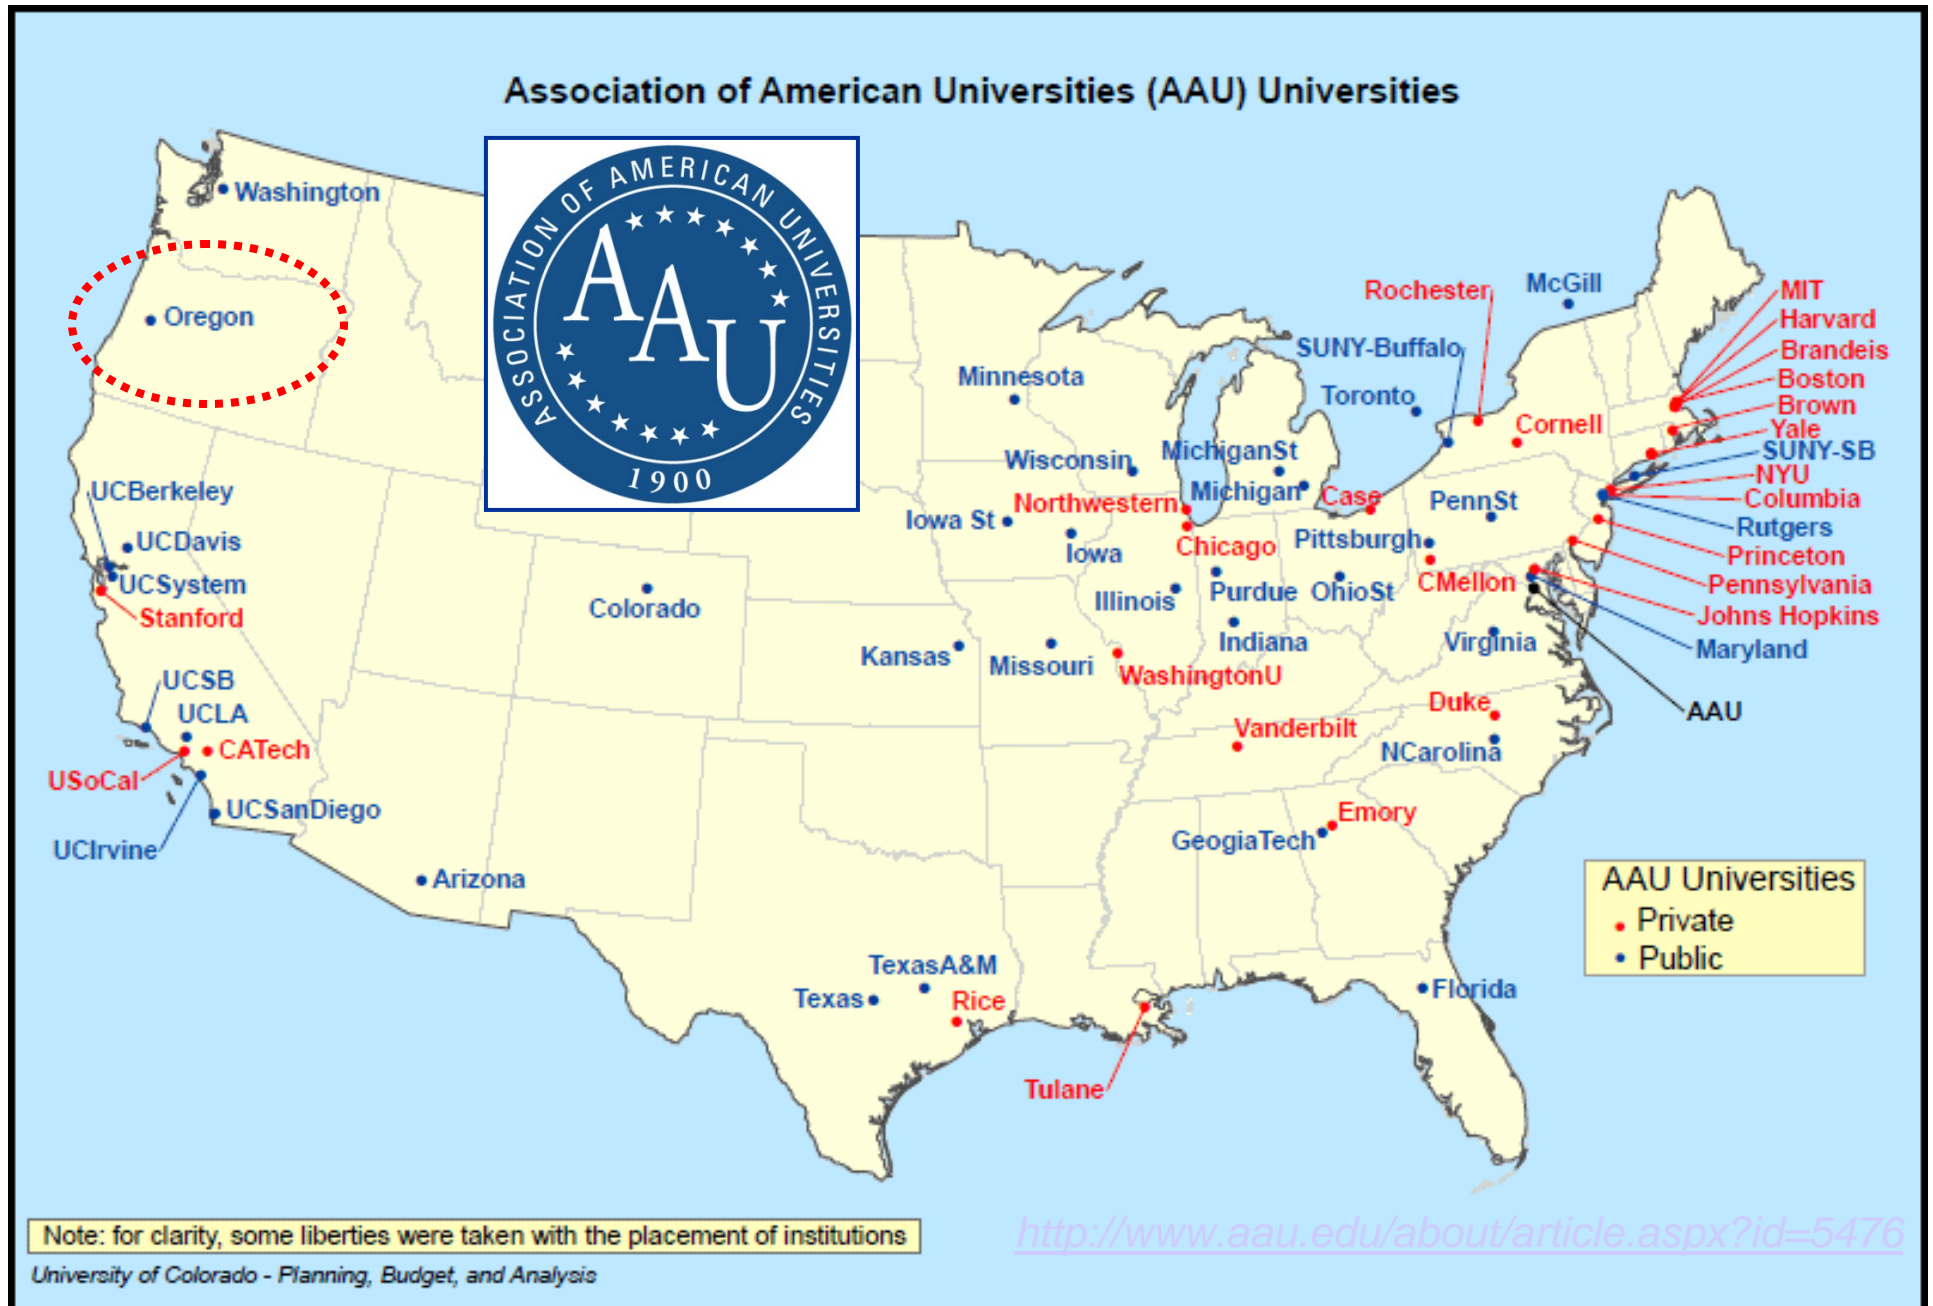 Association of American Universities (AAU) Universities
ASSOCIATION OF AMERICAN UNIVERSITIES
AAU
1900
Washington
Oregon
McGill
Rochester
MIT
Harvard
SUNY-Buffalo
Brandeis
Minnesota
Boston
Toronto
Brown
Cornell
Yale
MichiganSt
SUNY-SB
Wisconsin
NYU
UCBerkeley
Michigan
Case
Northwestern
PennSt
Columbia
Iowa St
Rutgers
UCDavis
Iowa
Chicago
Pittsburgh
Princeton
UCSystem
CMellon
Pennsylvania
Colorado
Illinois
Purdue
OhioSt
Stanford
Johns Hopkins
Indiana
Virginia
Maryland
Kansas
Missouri
WashingtonU
UCSB
UCLA
Duke
AAU
Vanderbilt
CATech
NCarolina
USoCal
UCSanDiego
Emory
GeogiaTech
UCIrvine
Arizona
AAU Universities
Private
Public
TexasA&M
Texas
Rice
Florida
Tulane
Note: for clarity, some liberties were taken with the placement of institutions
http://www.aau.edu/about/article.aspx?id=5476
University of Colorado - Planning, Budget, and Analysis